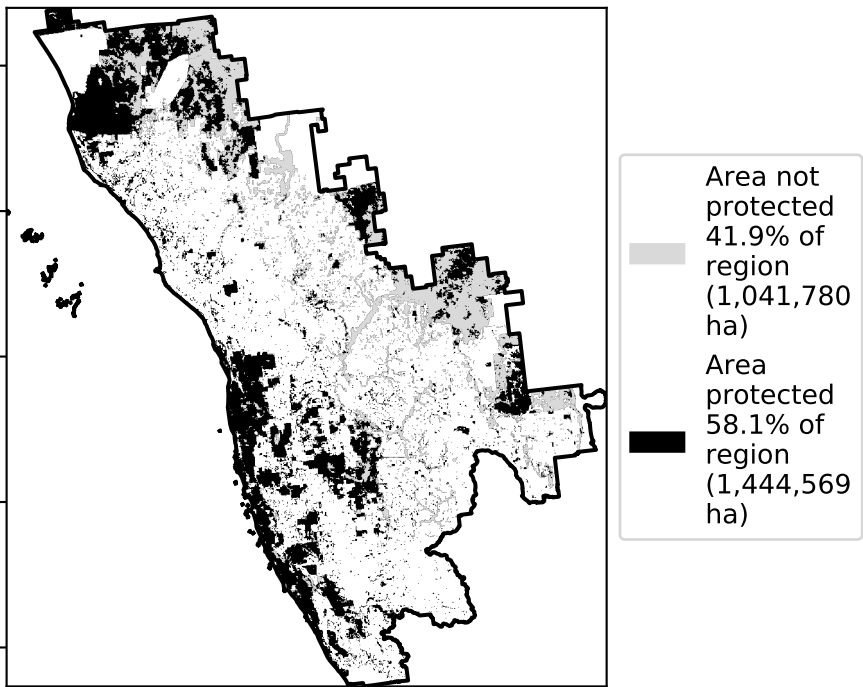 Area not
protected
41.9% of
region
(1,041,780
ha)
Area
protected
58.1% of
region
(1,444,569
ha)